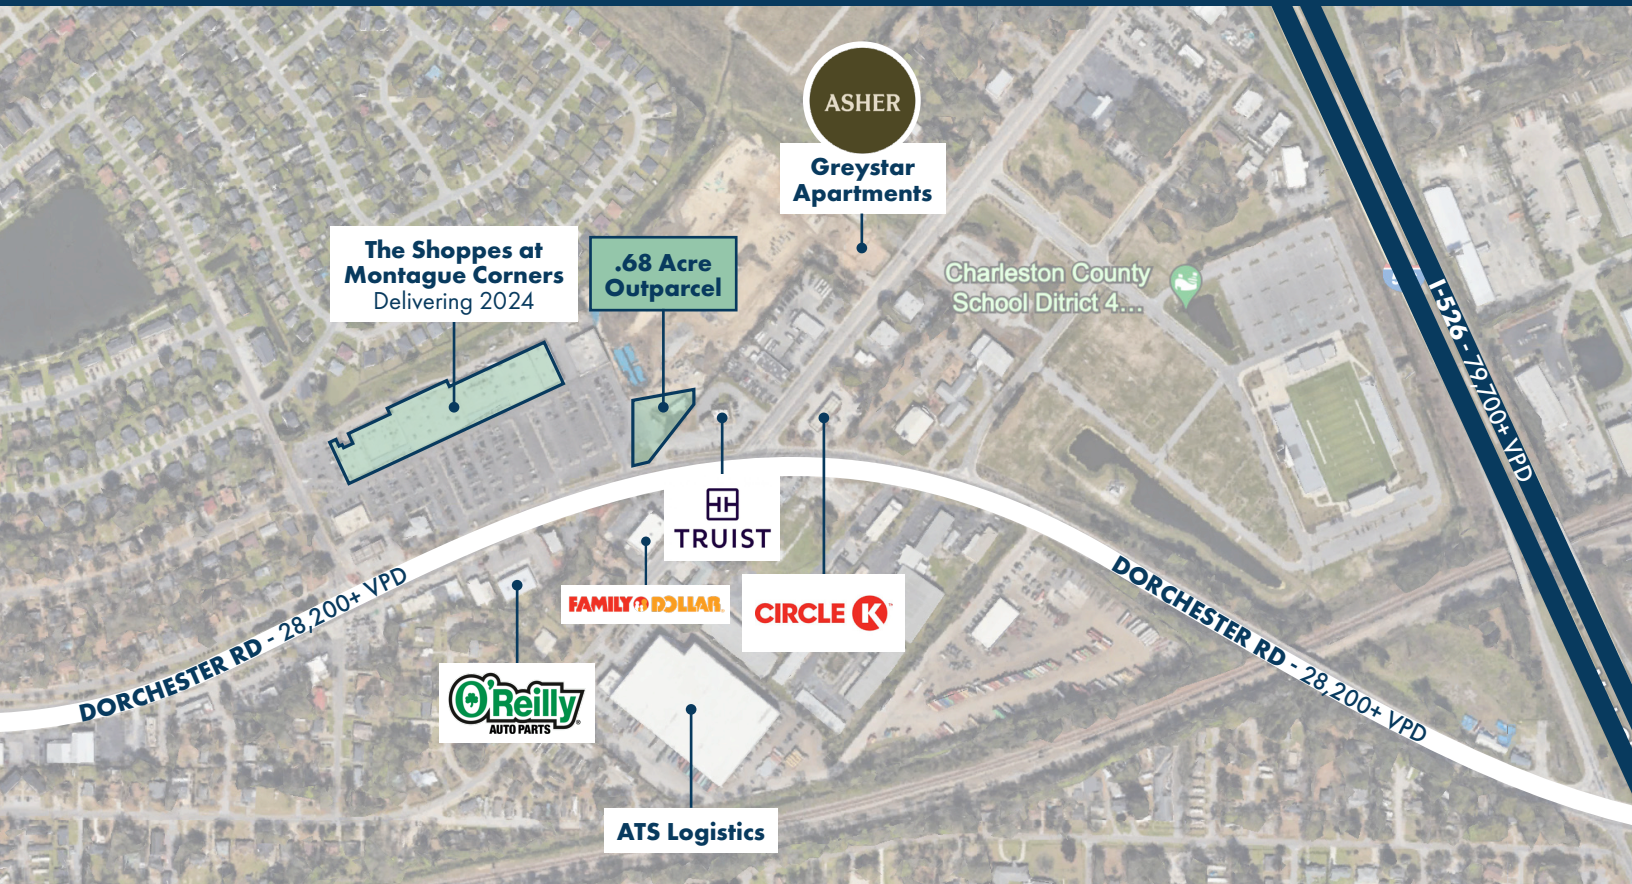 ASHER
Greystar
Apartments
The Shoppes at
Montague Corners
Delivering 2024
.68 Acre
Outparcel
Charleston County
School Ditrict 4...
I-526 - 79,700+ VPD
TRUIST
FAMILY DOLLAR
CIRCLE K
DORCHESTER RD - 28,200+ VPD
DORCHESTER RD - 28,200+ VPD
O'Reilly
AUTO PARTS
ATS Logistics